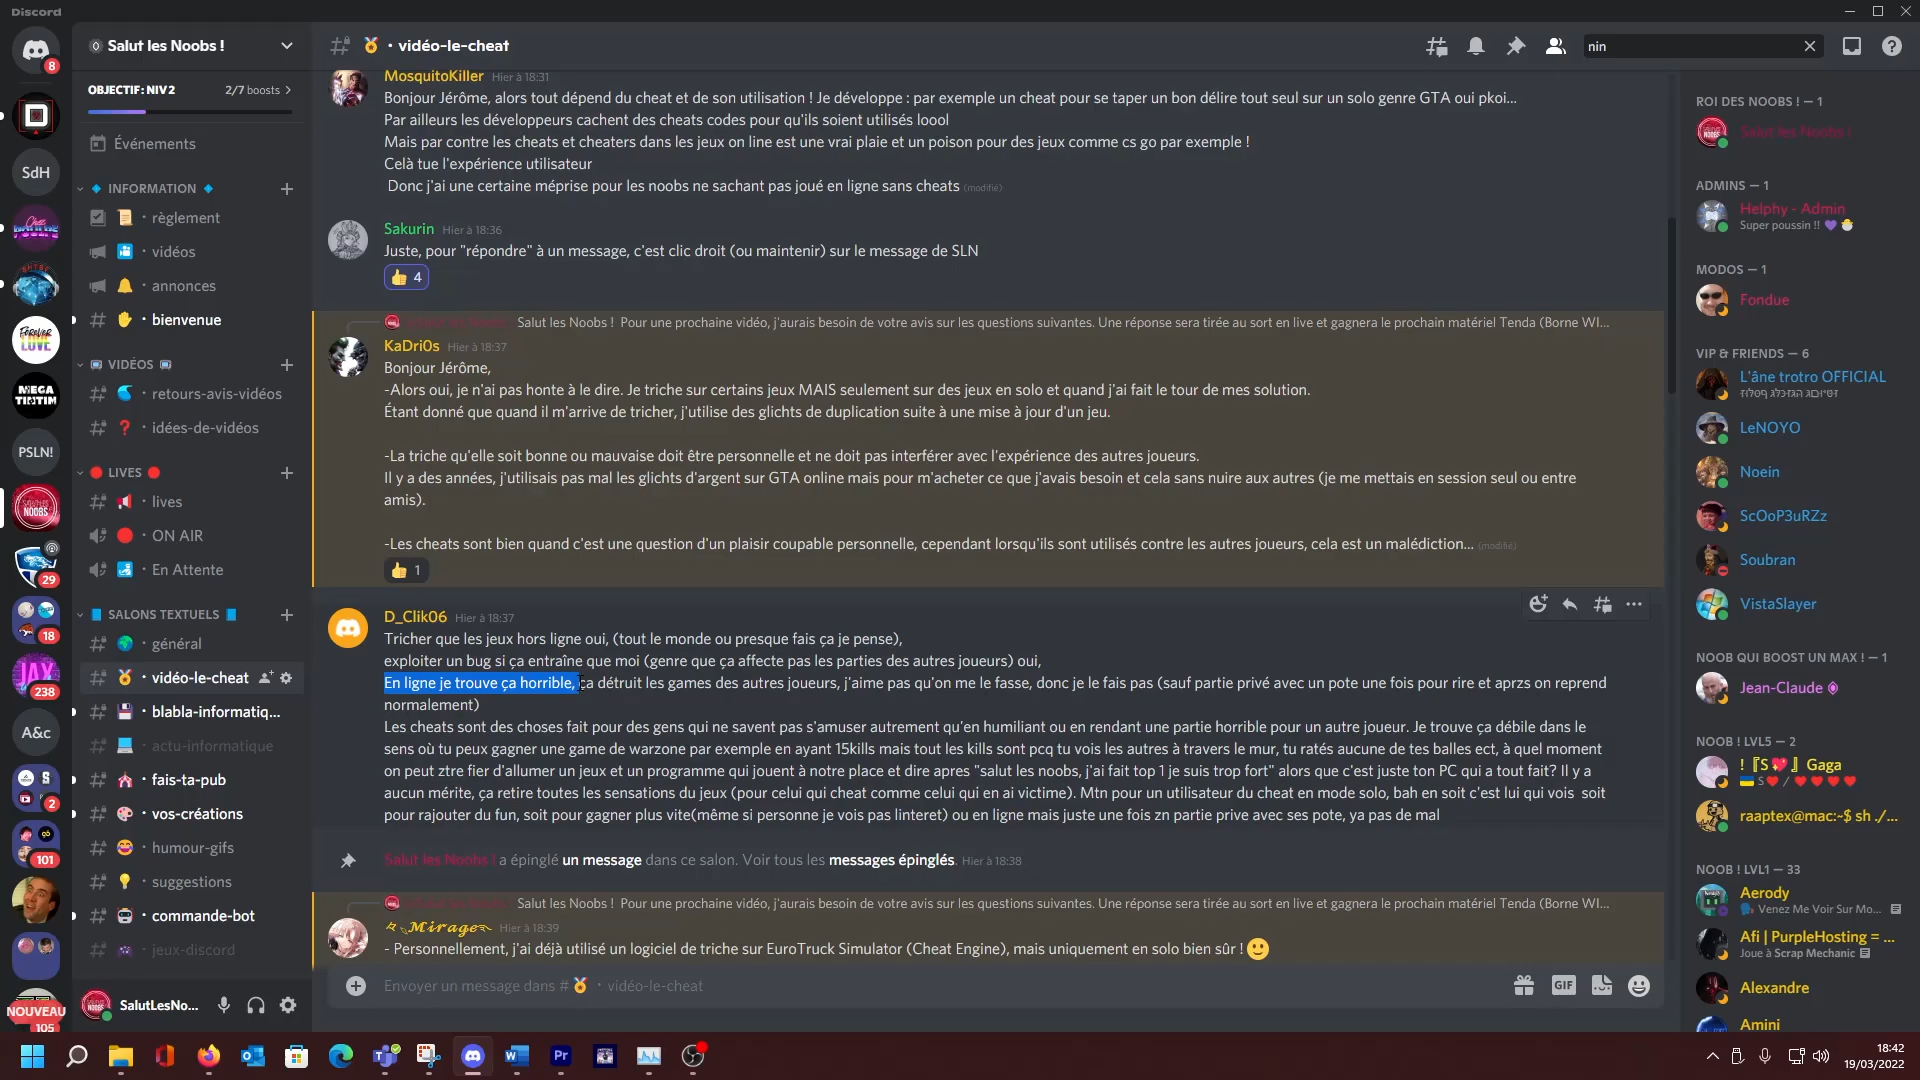 Discord
Salut les Noobs !
vidéo-le-cheat
nin
OBJECTIF: NIV 2
2/7 boosts
Événements
INFORMATION
règlement
vidéos
annonces
bienvenue
VIDÉOS
retours-avis-vidéos
idées-de-vidéos
LIVES
lives
ON AIR
En Attente
SALONS TEXTUELS
général
vidéo-le-cheat
blabla-informatiq...
actu-informatique
fais-ta-pub
vos-créations
humour-gifs
suggestions
commande-bot
jeux-discord
SalutLesNo...
8
SdH
FOREVER
LOVE
MEGA
PSLN!
NOOBS
29
18
JAX
238
A&c
2
101
NOUVEAU
105
MosquitoKiller Hier à 18:31
Bonjour Jérôme, alors tout dépend du cheat et de son utilisation ! Je développe : par exemple un cheat pour se taper un bon délire tout seul sur un solo genre GTA oui pkoi...
Par ailleurs les développeurs cachent des cheats codes pour qu'ils soient utilisés loool
Mais par contre les cheats et cheaters dans les jeux on line est une vrai plaie et un poison pour des jeux comme cs go par exemple !
Celà tue l'expérience utilisateur
Donc j'ai une certaine méprise pour les noobs ne sachant pas joué en ligne sans cheats (modifié)
Sakurin Hier à 18:36
Juste, pour "répondre" à un message, c'est clic droit (ou maintenir) sur le message de SLN
4
Salut les Noobs ! Pour une prochaine vidéo, j'aurais besoin de votre avis sur les questions suivantes. Une réponse sera tirée au sort en live et gagnera le prochain matériel Tenda (Borne WI...
KaDri0s Hier à 18:37
Bonjour Jérôme,
-Alors oui, je n'ai pas honte à le dire. Je triche sur certains jeux MAIS seulement sur des jeux en solo et quand j'ai fait le tour de mes solution.
Étant donné que quand il m'arrive de tricher, j'utilise des glichts de duplication suite à une mise à jour d'un jeu.
-La triche qu'elle soit bonne ou mauvaise doit être personnelle et ne doit pas interférer avec l'expérience des autres joueurs.
Il y a des années, j'utilisais pas mal les glichts d'argent sur GTA online mais pour m'acheter ce que j'avais besoin et cela sans nuire aux autres (je me mettais en session seul ou entre
amis).
-Les cheats sont bien quand c'est une question d'un plaisir coupable personnelle, cependant lorsqu'ils sont utilisés contre les autres joueurs, cela est un malédiction... (modifié)
1
D_Clik06 Hier à 18:37
Tricher que les jeux hors ligne oui, (tout le monde ou presque fais ça je pense),
exploiter un bug si ça entraîne que moi (genre que ça affecte pas les parties des autres joueurs) oui,
En ligne je trouve ça horrible, ça détruit les games des autres joueurs, j'aime pas qu'on me le fasse, donc je le fais pas (sauf partie privé avec un pote une fois pour rire et aprzs on reprend
normalement)
Les cheats sont des choses fait pour des gens qui ne savent pas s'amuser autrement qu'en humiliant ou en rendant une partie horrible pour un autre joueur. Je trouve ça débile dans le
sens où tu peux gagner une game de warzone par exemple en ayant 15kills mais tout les kills sont pcq tu vois les autres à travers le mur, tu ratés aucune de tes balles ect, à quel moment
on peut ztre fier d'allumer un jeux et un programme qui jouent à notre place et dire apres "salut les noobs, j'ai fait top 1 je suis trop fort" alors que c'est juste ton PC qui a tout fait? Il y a
aucun mérite, ça retire toutes les sensations du jeu (pour celui qui cheat comme celui qui en ai victime). Mtn pour un utilisateur du cheat en mode solo, bah en soit c'est lui qui vois soit
pour rajouter du fun, soit pour gagner plus vite(même si personne je vois pas linteret) ou en ligne mais juste une fois zn partie prive avec ses pote, ya pas de mal
Salut les Noobs ! a épinglé un message dans ce salon. Voir tous les messages épinglés. Hier à 18:38
Salut les Noobs ! Pour une prochaine vidéo, j'aurais besoin de votre avis sur les questions suivantes. Une réponse sera tirée au sort en live et gagnera le prochain matériel Tenda (Borne WI...
Mirage Hier à 18:39
- Personnellement, j'ai déjà utilisé un logiciel de triche sur EuroTruck Simulator (Cheat Engine), mais uniquement en solo bien sûr !
Envoyer un message dans # vidéo-le-cheat
GIF
ROI DES NOOBS ! — 1
Salut les Noobs !
ADMINS — 1
Helphy - Admin
Super poussin !!
MODOS — 1
Fondue
VIP & FRIENDS — 6
L'âne trotro OFFICIAL
LeNOYO
Noein
ScOoP3uRZz
Soubran
VistaSlayer
NOOB QUI BOOST UN MAX ! — 1
Jean-Claude
NOOB ! LVL5 — 2
! 『S』 Gaga
S / 
raaptex@mac:~$ sh ./...
NOOB ! LVL1 — 33
Aerody
Venez Me Voir Sur Mo...
Afi | PurpleHosting = ...
Joue à Scrap Mechanic
Alexandre
Amini
Pr
18:42
19/03/2022